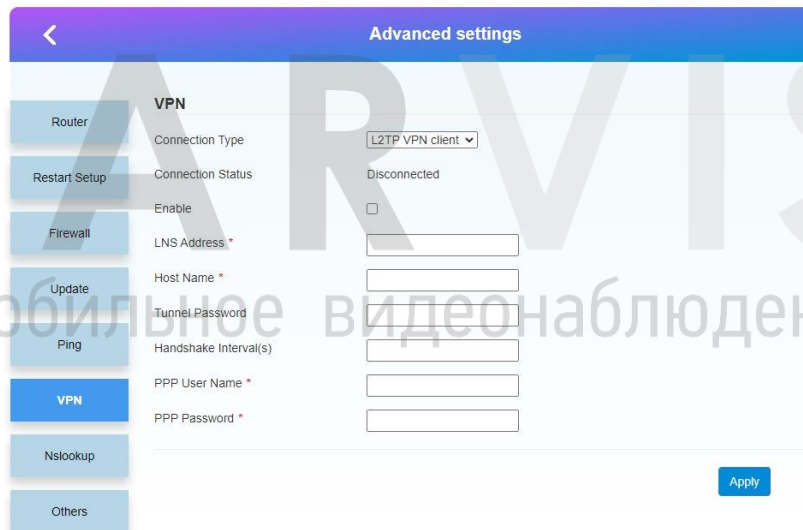 Advanced settings
ARVIS
VPN
Router
Connection Type L2TP VPN client
Restart Setup
Connection Status Disconnected
Enable
Firewall
LNS Address *
Host Name *
Update
обильное видеонаблюден
Tunnel Password
Ping
Handshake Interval(s)
PPP User Name *
VPN
PPP Password *
Nslookup
Apply
Others